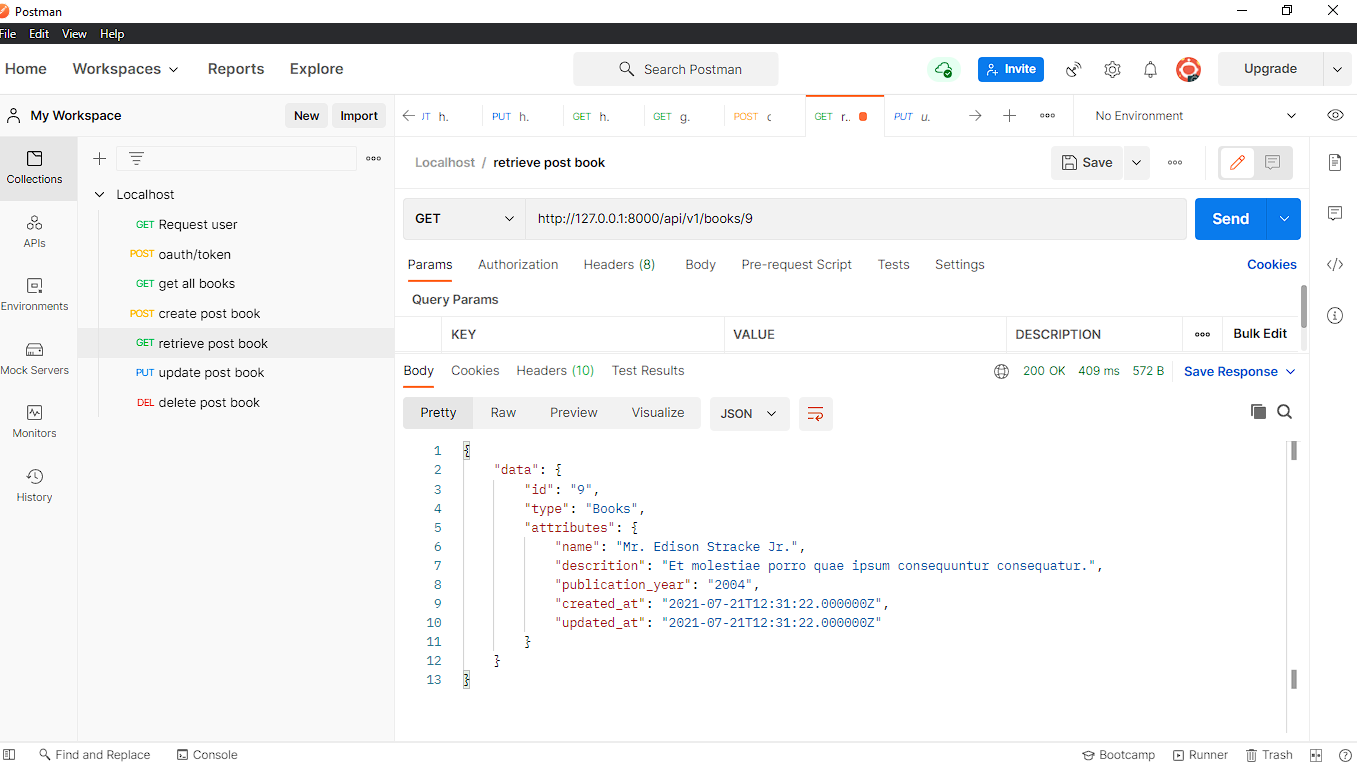 Postman
File Edit View Help
Home Workspaces Reports Explore Search Postman Invite Upgrade
My Workspace New Import h. PUT h. GET h. GET g. POST c GET r.. PUT u. No Environment
Collections
APIs
Environments
Mock Servers
Monitors
History
Localhost
GET Request user
POST oauth/token
GET get all books
POST create post book
GET retrieve post book
PUT update post book
DEL delete post book
Localhost / retrieve post book Save
GET http://127.0.0.1:8000/api/v1/books/9 Send
Params Authorization Headers (8) Body Pre-request Script Tests Settings Cookies
Query Params
KEY VALUE DESCRIPTION Bulk Edit
Body Cookies Headers (10) Test Results 200 OK 409 ms 572 B Save Response
Pretty Raw Preview Visualize JSON
1 {
2 "data": {
3 "id": "9",
4 "type": "Books",
5 "attributes": {
6 "name": "Mr. Edison Stracke Jr.",
7 "descrition": "Et molestiae porro quae ipsum consequuntur consequatur.",
8 "publication_year": "2004",
9 "created_at": "2021-07-21T12:31:22.000000Z",
10 "updated_at": "2021-07-21T12:31:22.000000Z"
11 }
12 }
13 }
Find and Replace Console Bootcamp Runner Trash